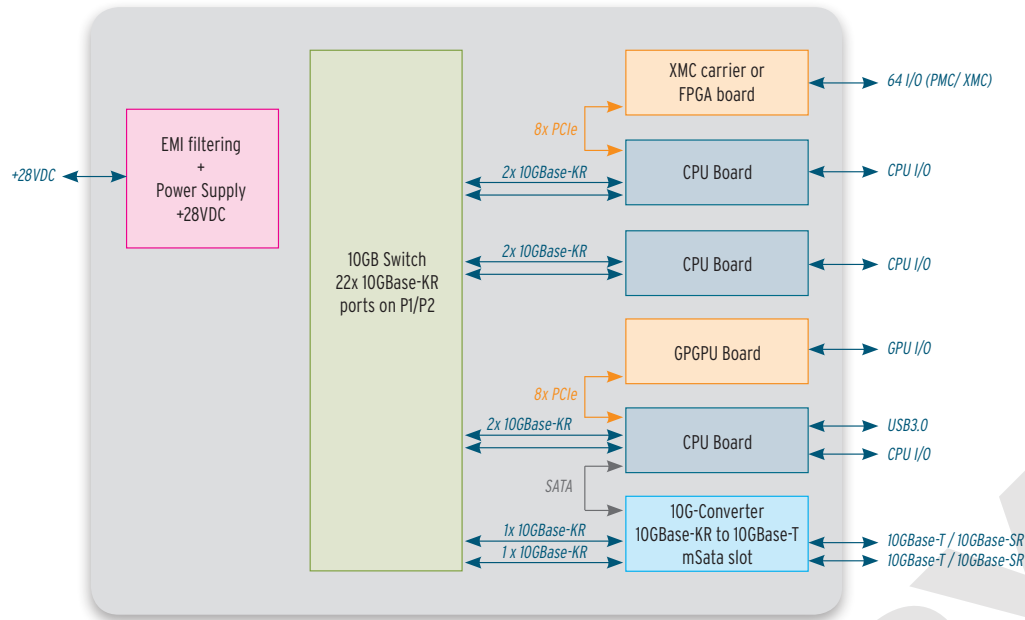 +28VDC
EMI filtering
+
Power Supply
+28VDC
10GB Switch
22x 10GBase-KR
ports on P1/P2
XMC carrier or
FPGA board
64 I/O (PMC/ XMC)
8x PCIe
2x 10GBase-KR
CPU Board
CPU I/O
2x 10GBase-KR
CPU Board
CPU I/O
GPGPU Board
GPU I/O
8x PCIe
2x 10GBase-KR
CPU Board
USB3.0
CPU I/O
SATA
10G-Converter
10GBase-KR to 10GBase-T
mSata slot
1x 10GBase-KR
1 x 10GBase-KR
10GBase-T / 10GBase-SR
10GBase-T / 10GBase-SR